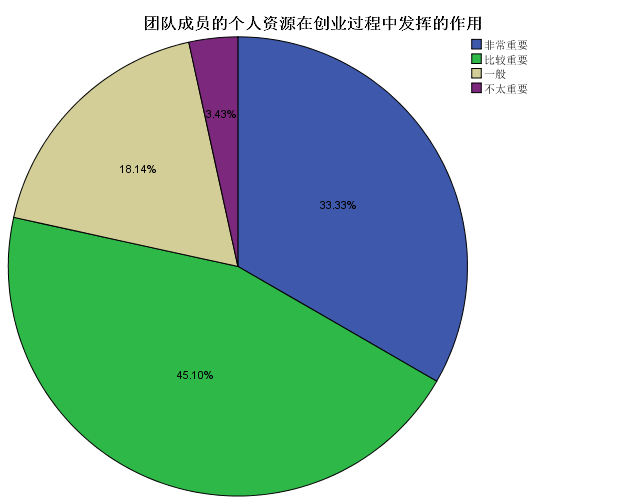 团队成员的个人资源在创业过程中发挥的作用
非常重要
比较重要
一般
不太重要
3.43%
18.14%
33.33%
45.10%